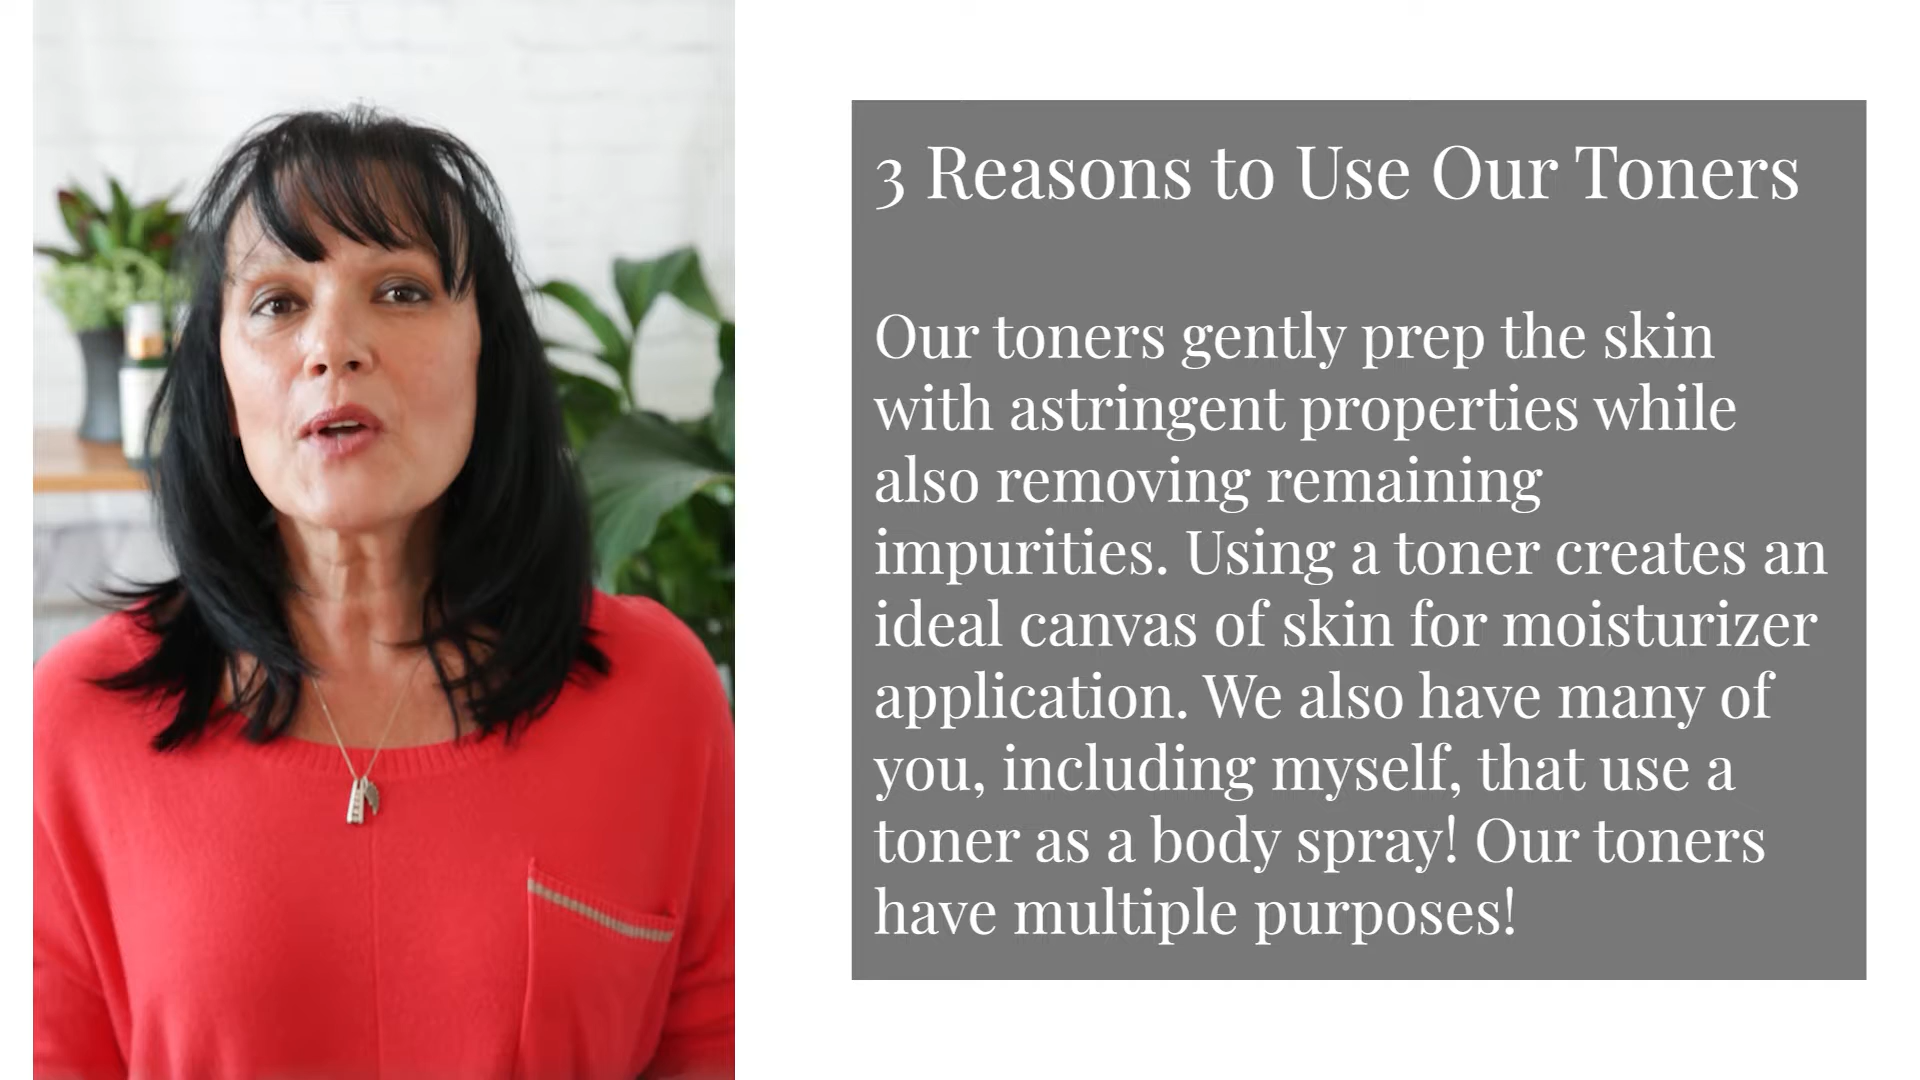 3 Reasons to Use Our Toners
Our toners gently prep the skin
with astringent properties while
also removing remaining
impurities. Using a toner creates an
ideal canvas of skin for moisturizer
application. We also have many of
you, including myself, that use a
toner as a body spray! Our toners
have multiple purposes!